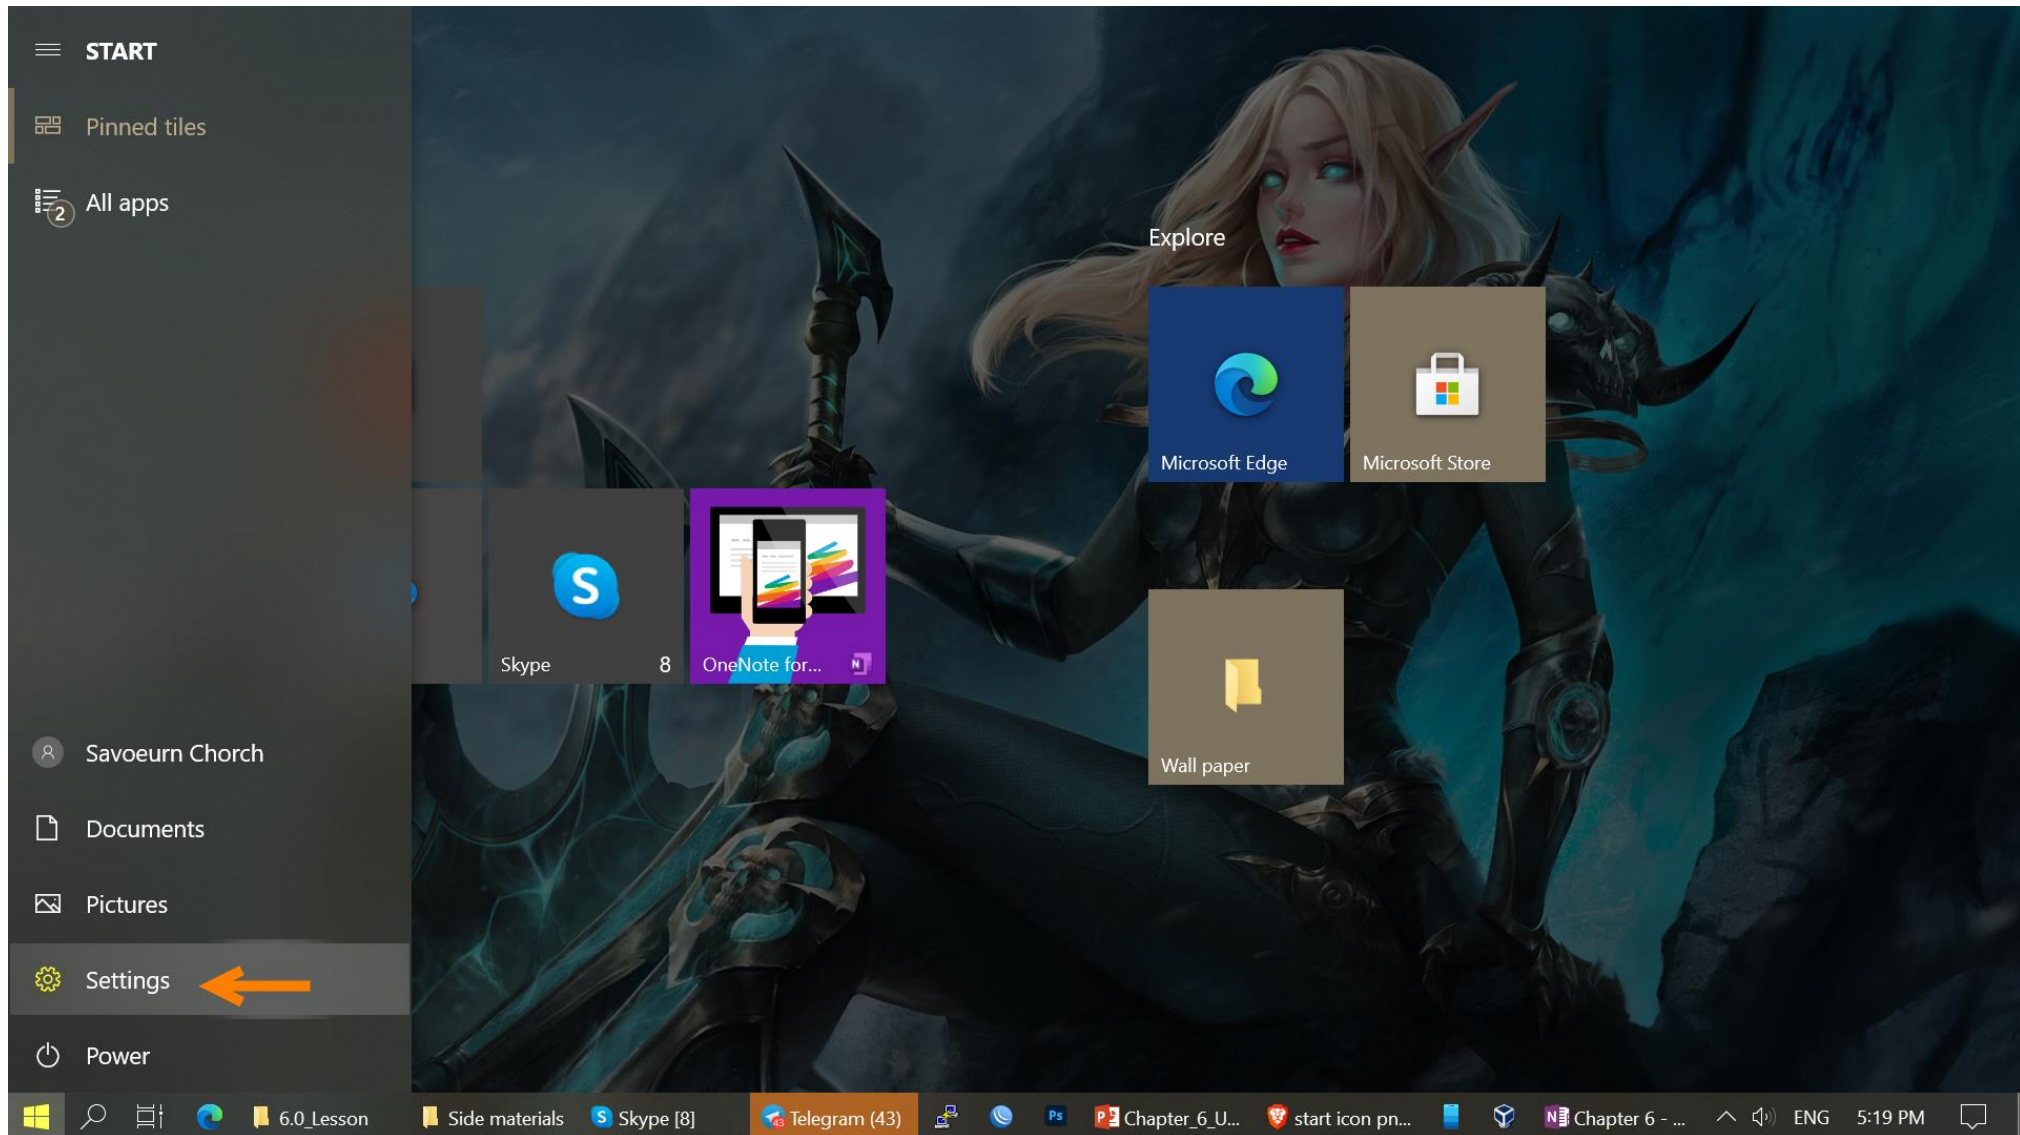 START
Pinned tiles
2
All apps
Explore
Microsoft Edge
Microsoft Store
S
Skype 8
OneNote for... N
Wall paper
Savoeurn Chorch
Documents
Pictures
Settings
Power
6.0_Lesson
Side materials
S Skype [8]
43 Telegram (43)
Ps
P Chapter_6_U...
start icon pn...
N Chapter 6 - ...
ENG
5:19 PM